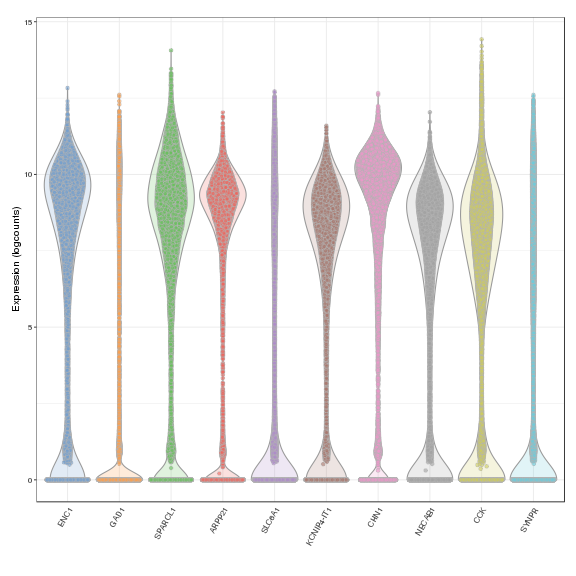 Expression (logcounts)
15
10
5
0
ENC1
GAD1
SPARCL1
ARPP21
SLC6A1
KCNIP4−IT1
CHN1
NECAB1
CCK
SYNPR